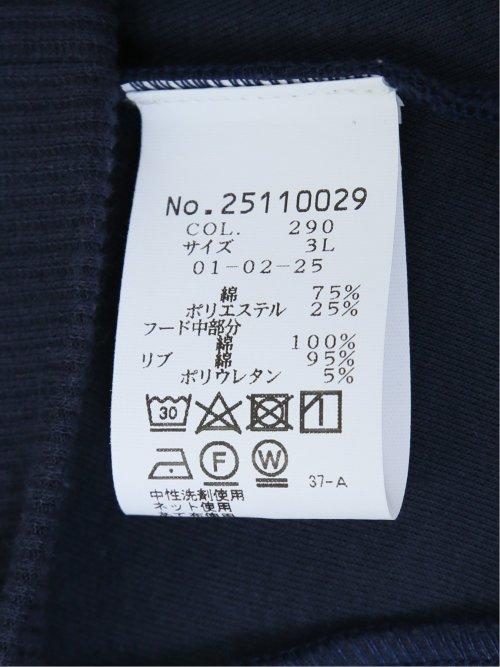 No.25110029
COL. 290
サイズ 3L
01-02-25
綿 75%
ポリエステル 25%
フード中部分
綿 100%
リブ 綿 95%
ポリウレタン 5%
30
F W 37-A
中性洗剤使用
ネット使用